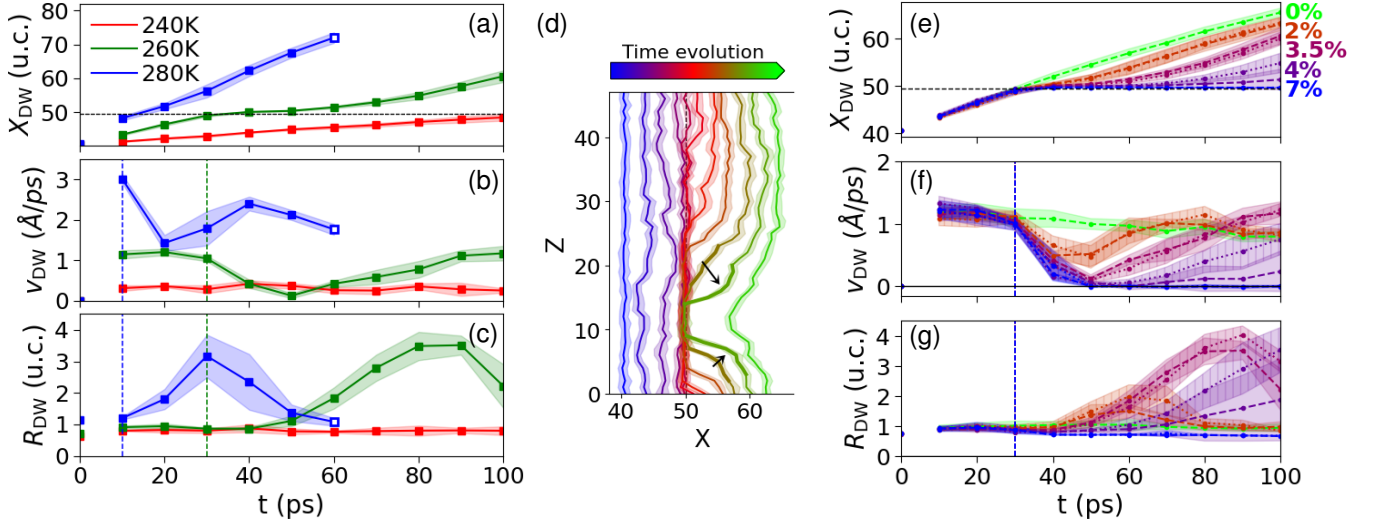 (a)
240K
260K
280K
X_DW (u.c.)
80
70
60
50
(b)
v_DW (Å/ps)
3
2
1
0
(c)
R_DW (u.c.)
4
3
2
1
0
0 20 40 60 80 100
t (ps)
(d)
Time evolution
Z
40
30
20
10
0
40 50 60
X
(e)
X_DW (u.c.)
60
50
40
0%
2%
3.5%
4%
7%
(f)
v_DW (Å/ps)
2
1
0
(g)
R_DW (u.c.)
4
3
2
1
0
0 20 40 60 80 100
t (ps)